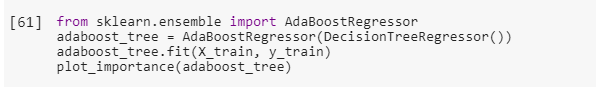 [61] from sklearn.ensemble import AdaBoostRegressor
adaboost_tree = AdaBoostRegressor(DecisionTreeRegressor())
adaboost_tree.fit(X_train, y_train)
plot_importance(adaboost_tree)